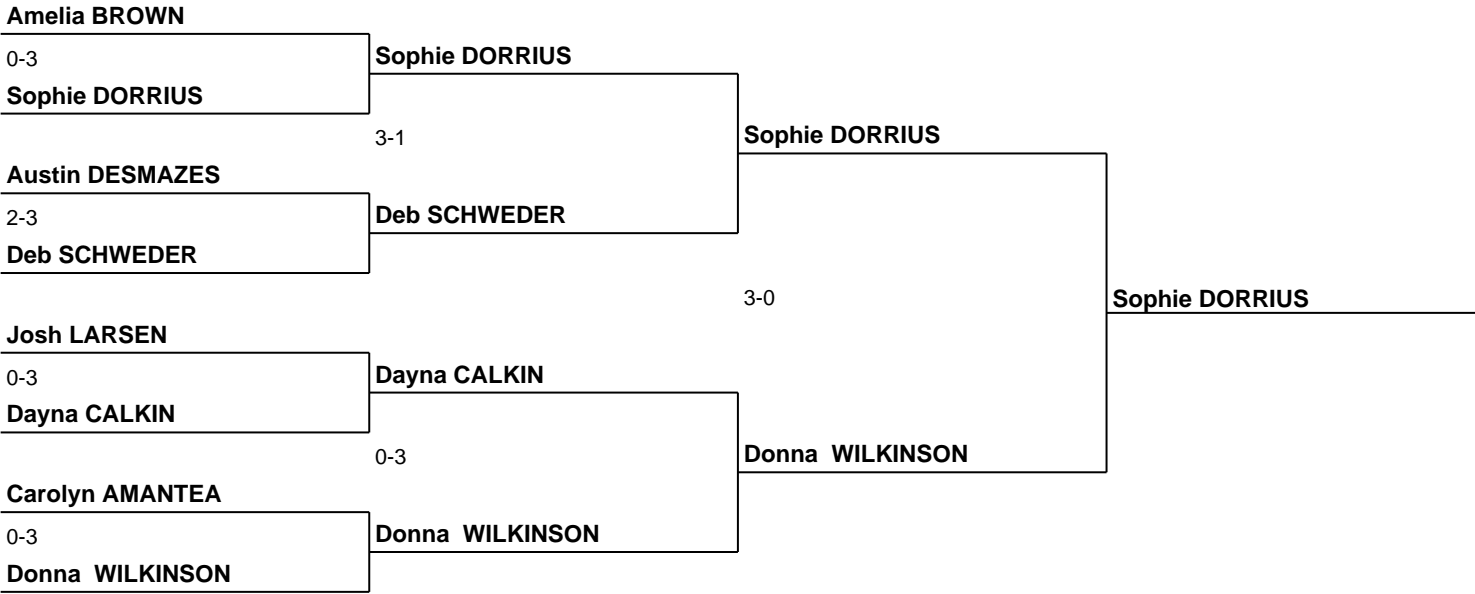 Amelia BROWN
0-3
Sophie DORRIUS
Sophie DORRIUS
3-1
Sophie DORRIUS
Austin DESMAZES
2-3
Deb SCHWEDER
Deb SCHWEDER
3-0
Sophie DORRIUS
Josh LARSEN
0-3
Dayna CALKIN
Dayna CALKIN
0-3
Donna  WILKINSON
Carolyn AMANTEA
0-3
Donna  WILKINSON
Donna  WILKINSON